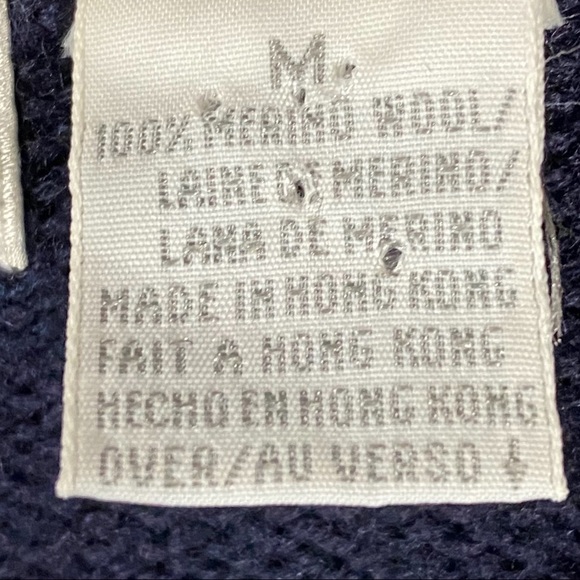 M
100% MERINO WOOL/
LAINE DE MERINO/
LANA DE MERINO
MADE IN HONG KONG
FAIT A HONG KONG
HECHO EN HONG KONG
OVER/AU VERSO